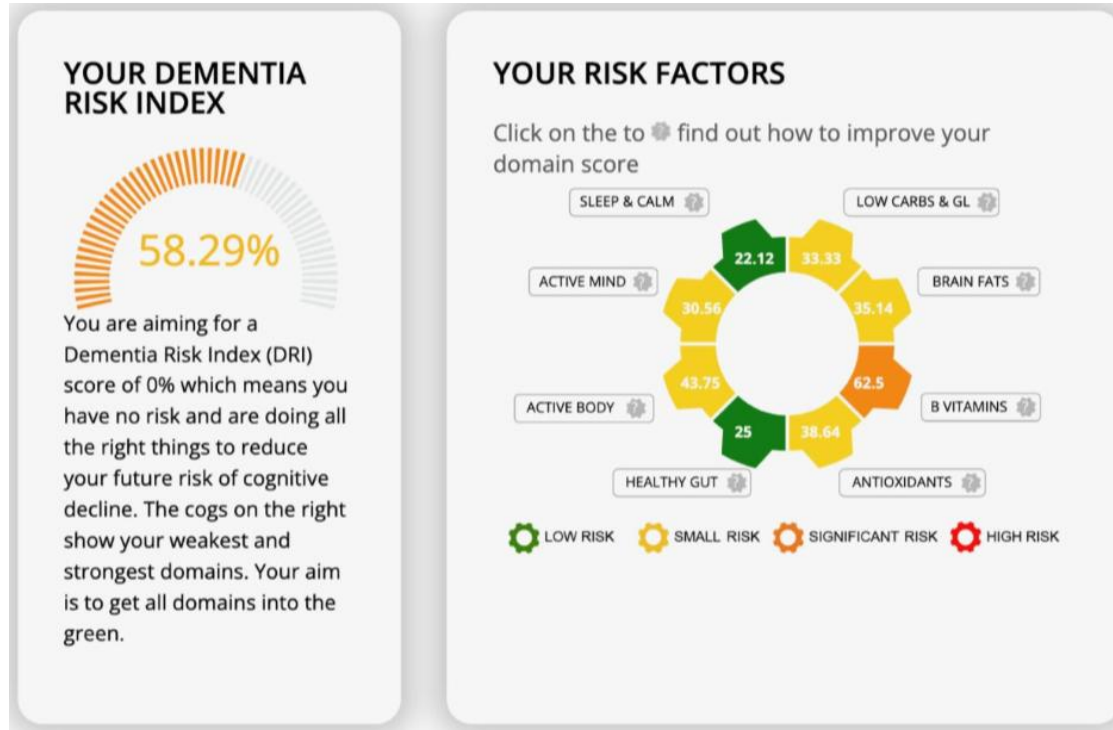 YOUR DEMENTIA
RISK INDEX
58.29%
You are aiming for a
Dementia Risk Index (DRI)
score of 0% which means you
have no risk and are doing all
the right things to reduce
your future risk of cognitive
decline. The cogs on the right
show your weakest and
strongest domains. Your aim
is to get all domains into the
green.
YOUR RISK FACTORS
Click on the to ? find out how to improve your
domain score
SLEEP & CALM ?
LOW CARBS & GL ?
22.12
33.33
ACTIVE MIND ?
BRAIN FATS ?
30.56
35.14
43.75
62.5
ACTIVE BODY ?
B VITAMINS ?
25
38.64
HEALTHY GUT ?
ANTIOXIDANTS ?
LOW RISK SMALL RISK SIGNIFICANT RISK HIGH RISK